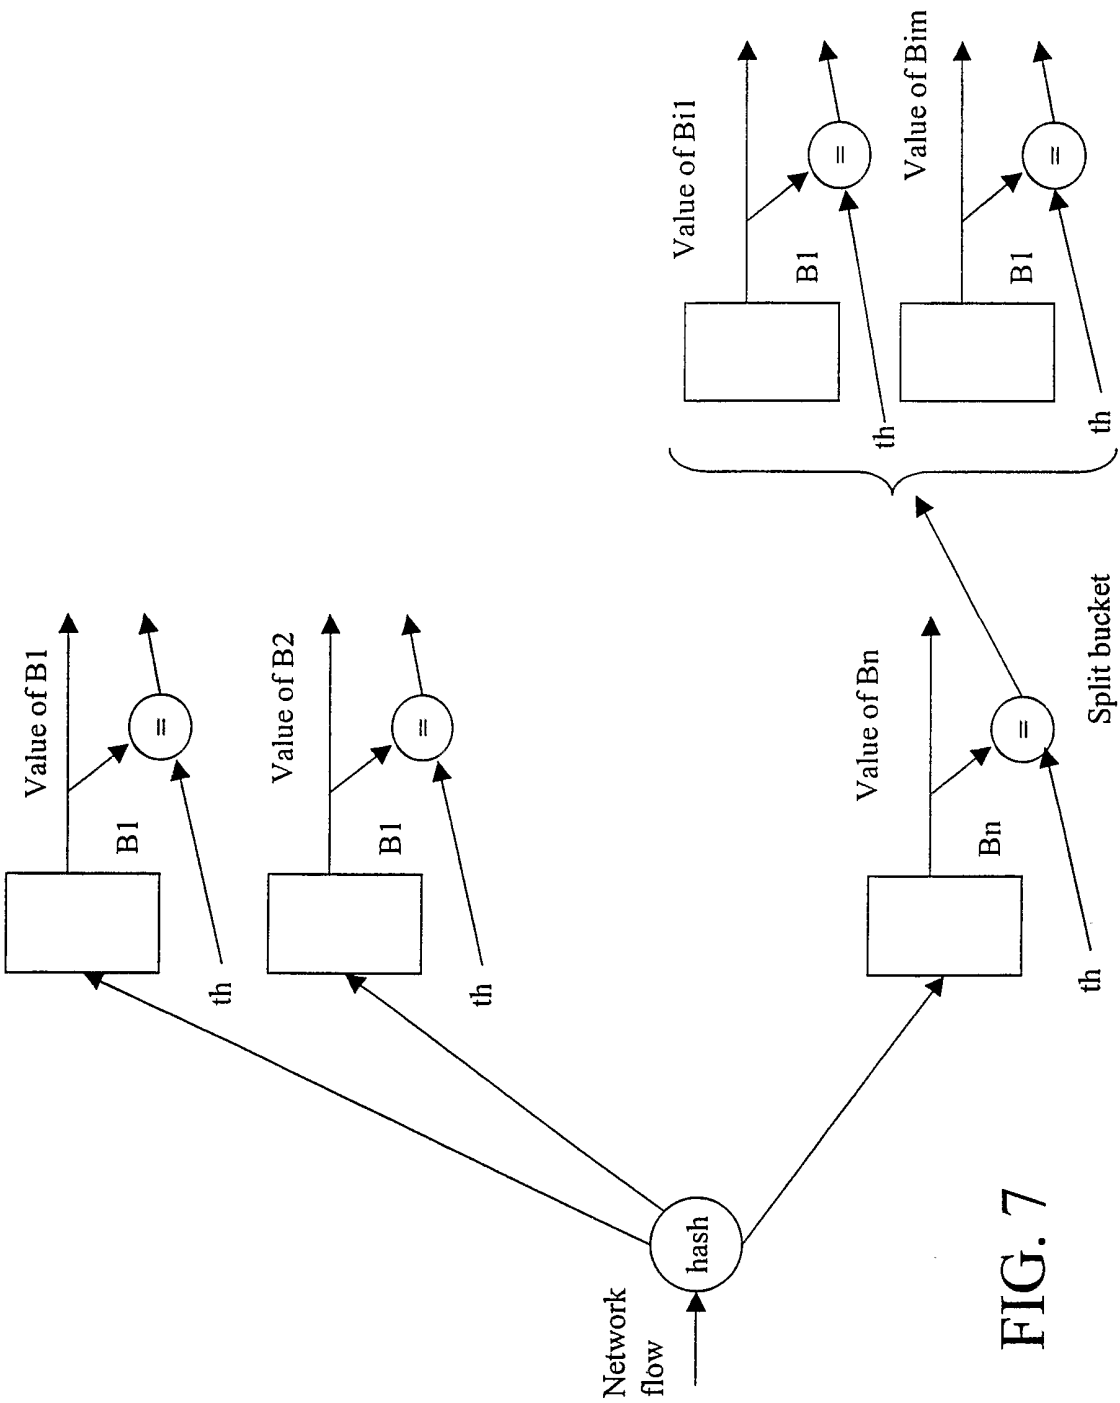 Value of B1
B1
=
th
Value of B2
B1
=
th
Value of Bn
Bn
=
th
Split bucket
Value of Bi1
B1
=
th
Value of Bim
B1
=
th
Network
flow
hash
FIG. 7